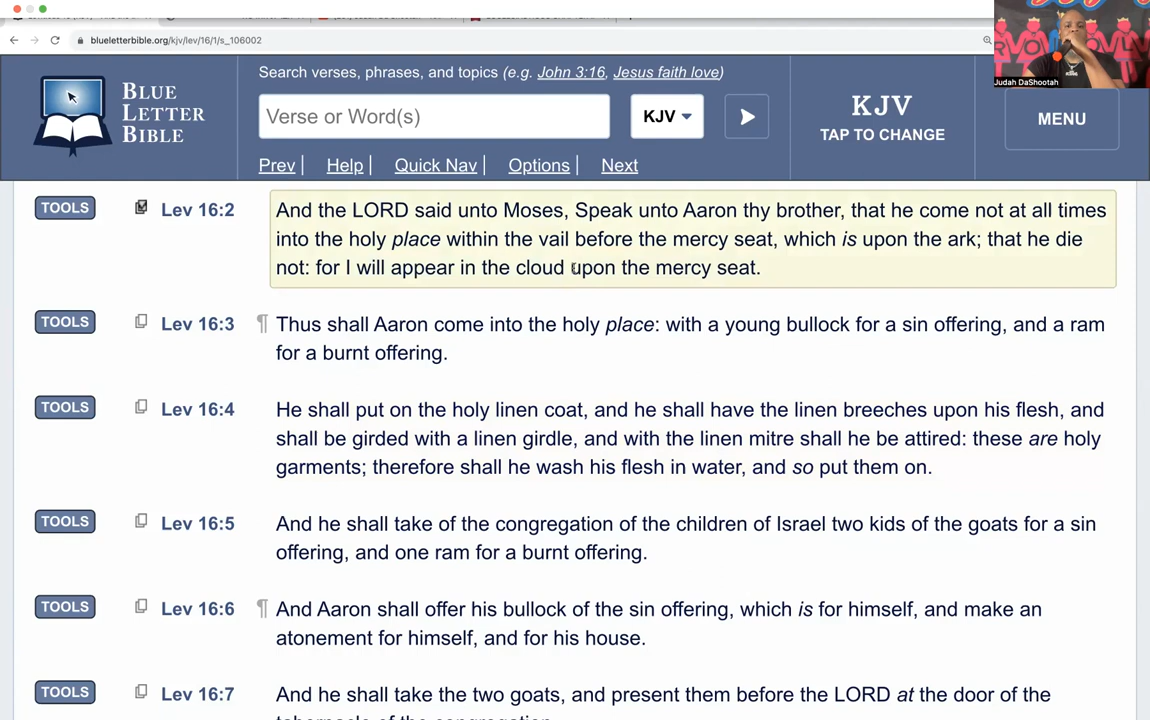 blueletterbible.org/kjv/lev/16/1/s_106002
Judah DaShootah
BLUE
LETTER
BIBLE
Search verses, phrases, and topics (e.g. John 3:16, Jesus faith love)
Verse or Word(s)
KJV
Prev | Help | Quick Nav | Options | Next
KJV
TAP TO CHANGE
MENU
TOOLS Lev 16:2 And the LORD said unto Moses, Speak unto Aaron thy brother, that he come not at all times
into the holy place within the vail before the mercy seat, which is upon the ark; that he die
not: for I will appear in the cloud upon the mercy seat.
TOOLS Lev 16:3 ¶ Thus shall Aaron come into the holy place: with a young bullock for a sin offering, and a ram
for a burnt offering.
TOOLS Lev 16:4 He shall put on the holy linen coat, and he shall have the linen breeches upon his flesh, and
shall be girded with a linen girdle, and with the linen mitre shall he be attired: these are holy
garments; therefore shall he wash his flesh in water, and so put them on.
TOOLS Lev 16:5 And he shall take of the congregation of the children of Israel two kids of the goats for a sin
offering, and one ram for a burnt offering.
TOOLS Lev 16:6 ¶ And Aaron shall offer his bullock of the sin offering, which is for himself, and make an
atonement for himself, and for his house.
TOOLS Lev 16:7 And he shall take the two goats, and present them before the LORD at the door of the
tabernacle of the congregation.